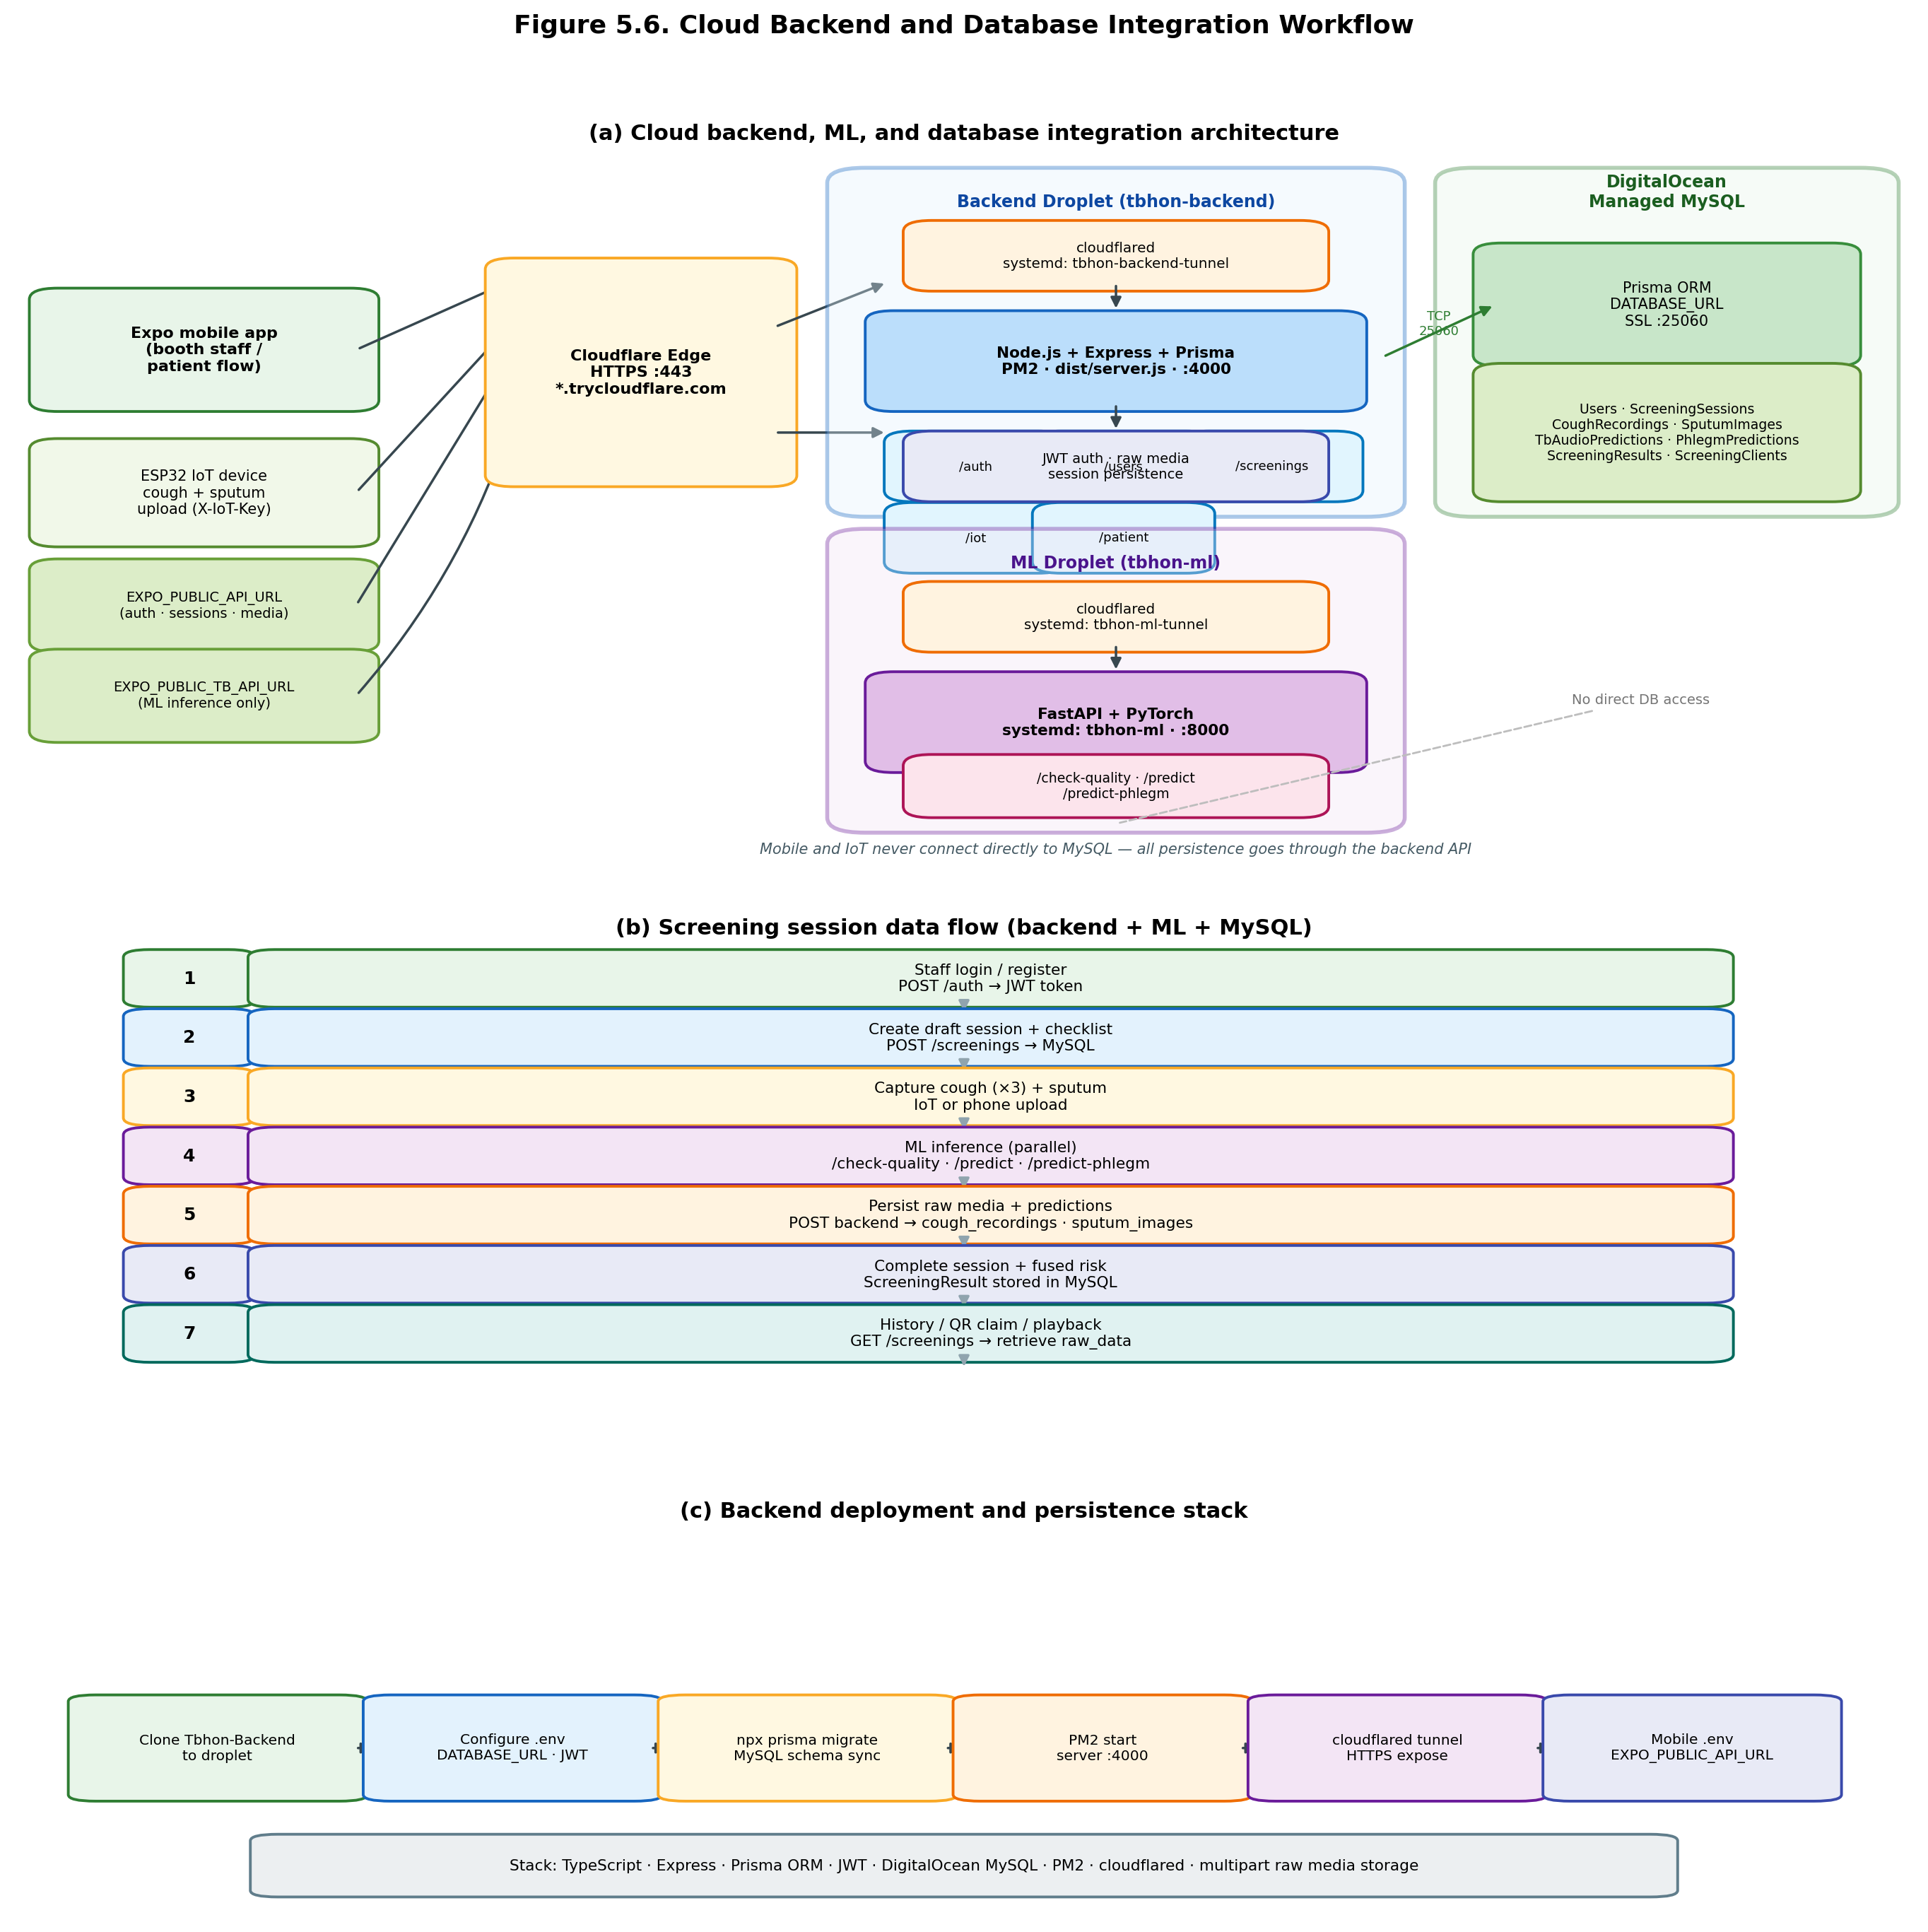 Figure 5.6. Cloud Backend and Database Integration Workflow
(a) Cloud backend, ML, and database integration architecture
Expo mobile app
(booth staff /
patient flow)
ESP32 IoT device
cough + sputum
upload (X-IoT-Key)
EXPO_PUBLIC_API_URL
(auth · sessions · media)
EXPO_PUBLIC_TB_API_URL
(ML inference only)
Cloudflare Edge
HTTPS :443
*.trycloudflare.com
Backend Droplet (tbhon-backend)
cloudflared
systemd: tbhon-backend-tunnel
Node.js + Express + Prisma
PM2 · dist/server.js · :4000
JWT auth · raw media
session persistence
/auth
/users
/screenings
/iot
/patient
TCP
25060
DigitalOcean
Managed MySQL
Prisma ORM
DATABASE_URL
SSL :25060
Users · ScreeningSessions
CoughRecordings · SputumImages
TbAudioPredictions · PhlegmPredictions
ScreeningResults · ScreeningClients
ML Droplet (tbhon-ml)
cloudflared
systemd: tbhon-ml-tunnel
FastAPI + PyTorch
systemd: tbhon-ml · :8000
/check-quality · /predict
/predict-phlegm
No direct DB access
Mobile and IoT never connect directly to MySQL — all persistence goes through the backend API
(b) Screening session data flow (backend + ML + MySQL)
1
Staff login / register
POST /auth → JWT token
2
Create draft session + checklist
POST /screenings → MySQL
3
Capture cough (×3) + sputum
IoT or phone upload
4
ML inference (parallel)
/check-quality · /predict · /predict-phlegm
5
Persist raw media + predictions
POST backend → cough_recordings · sputum_images
6
Complete session + fused risk
ScreeningResult stored in MySQL
7
History / QR claim / playback
GET /screenings → retrieve raw_data
(c) Backend deployment and persistence stack
Clone Tbhon-Backend
to droplet
Configure .env
DATABASE_URL · JWT
npx prisma migrate
MySQL schema sync
PM2 start
server :4000
cloudflared tunnel
HTTPS expose
Mobile .env
EXPO_PUBLIC_API_URL
Stack: TypeScript · Express · Prisma ORM · JWT · DigitalOcean MySQL · PM2 · cloudflared · multipart raw media storage